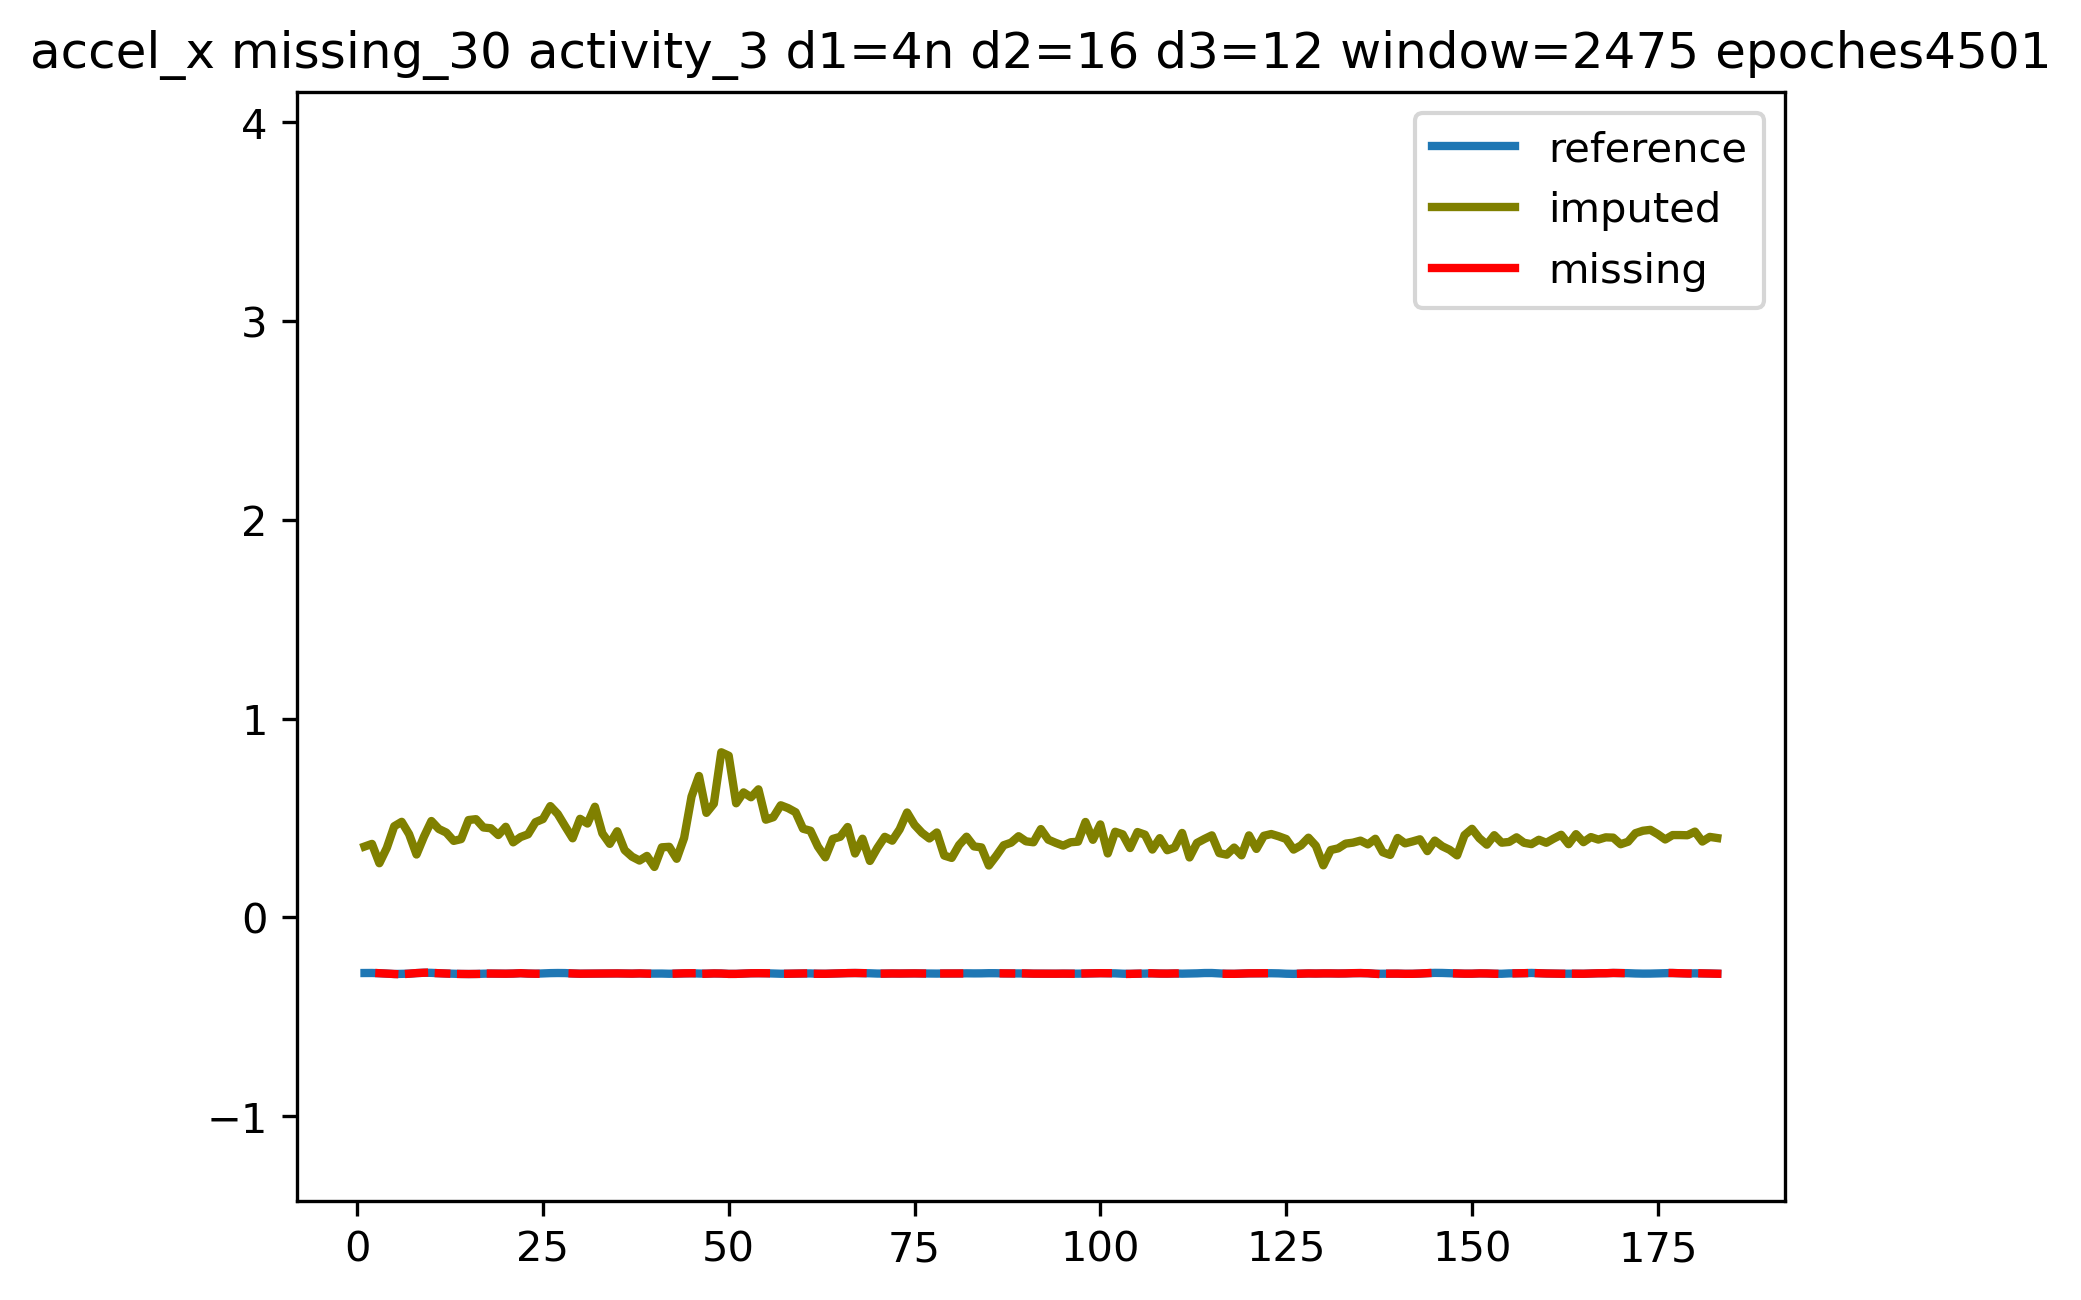 accel_x missing_30 activity_3 d1=4n d2=16 d3=12 window=2475 epoches4501
reference
imputed
missing
4
3
2
1
0
−1
0 25 50 75 100 125 150 175